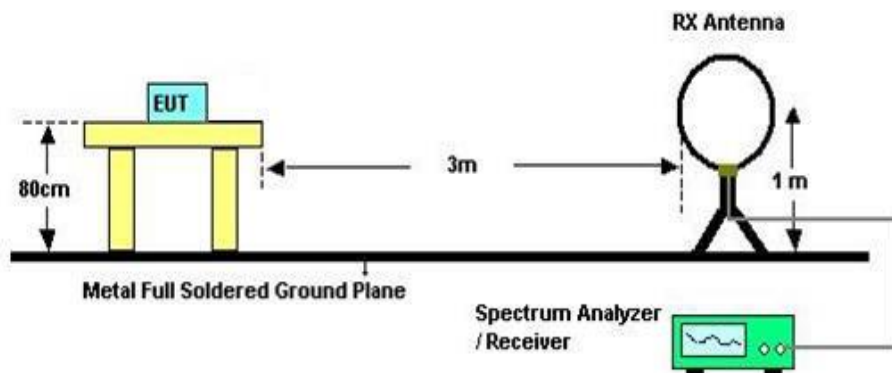 RX Antenna
EUT
3m
80cm
1 m
Metal Full Soldered Ground Plane
Spectrum Analyzer
/ Receiver